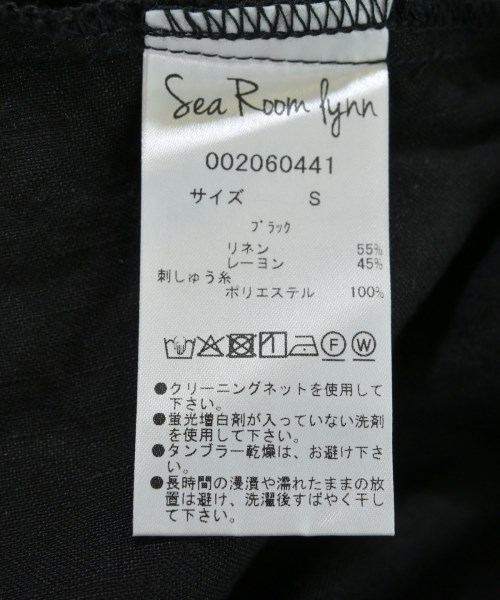 Sea Room lynn
002060441
サイズ S
ブラック
リネン 55%
レーヨン 45%
刺しゅう糸
ポリエステル 100%
F W
●クリーニングネットを使用して
下さい。
●蛍光増白剤が入っていない洗剤
を使用して下さい。
●タンブラー乾燥は、お避け下さ
い。
●長時間の浸漬や濡れたままの放
置は避け、洗濯後すばやく干し
て下さい。